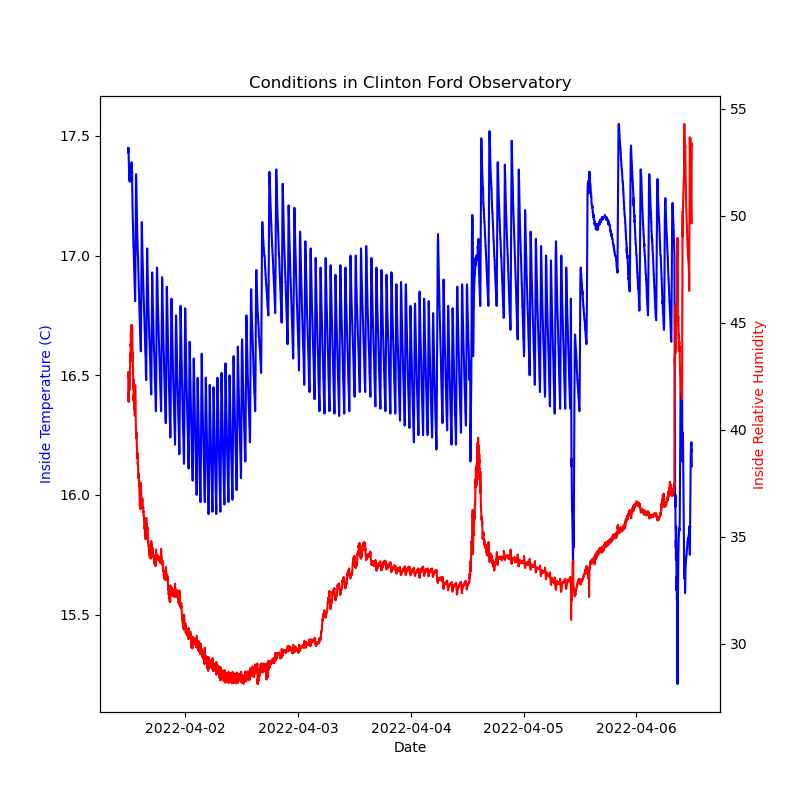 Conditions in Clinton Ford Observatory
17.5
17.0
16.5
16.0
15.5
Inside Temperature (C)
55
50
45
40
35
30
Inside Relative Humidity
2022-04-02 2022-04-03 2022-04-04 2022-04-05 2022-04-06
Date